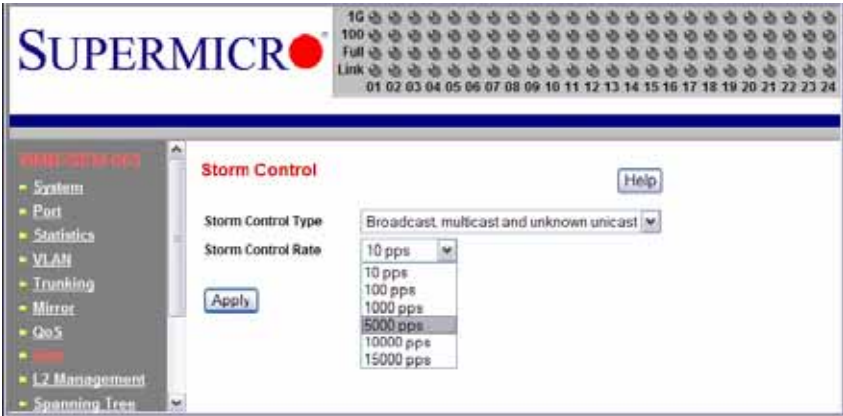 SUPERMICRO
1G
100
Full
Link
01 02 03 04 05 06 07 08 09 10 11 12 13 14 15 16 17 18 19 20 21 22 23 24
System
Port
Statistics
VLAN
Trunking
Mirror
QoS
L2 Management
Spanning Tree
Storm Control
Help
Storm Control Type Broadcast, multicast and unknown unicast
Storm Control Rate 10 pps
10 pps
100 pps
1000 pps
5000 pps
10000 pps
15000 pps
Apply